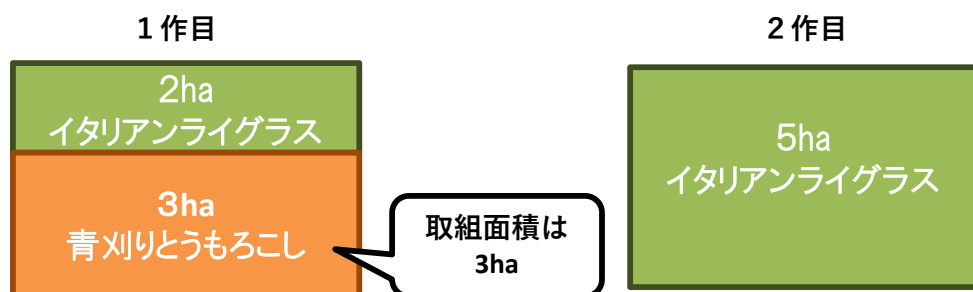 1作目
2ha
イタリアンライグラス
3ha
青刈りとうもろこし
取組面積は
3ha
2作目
5ha
イタリアンライグラス